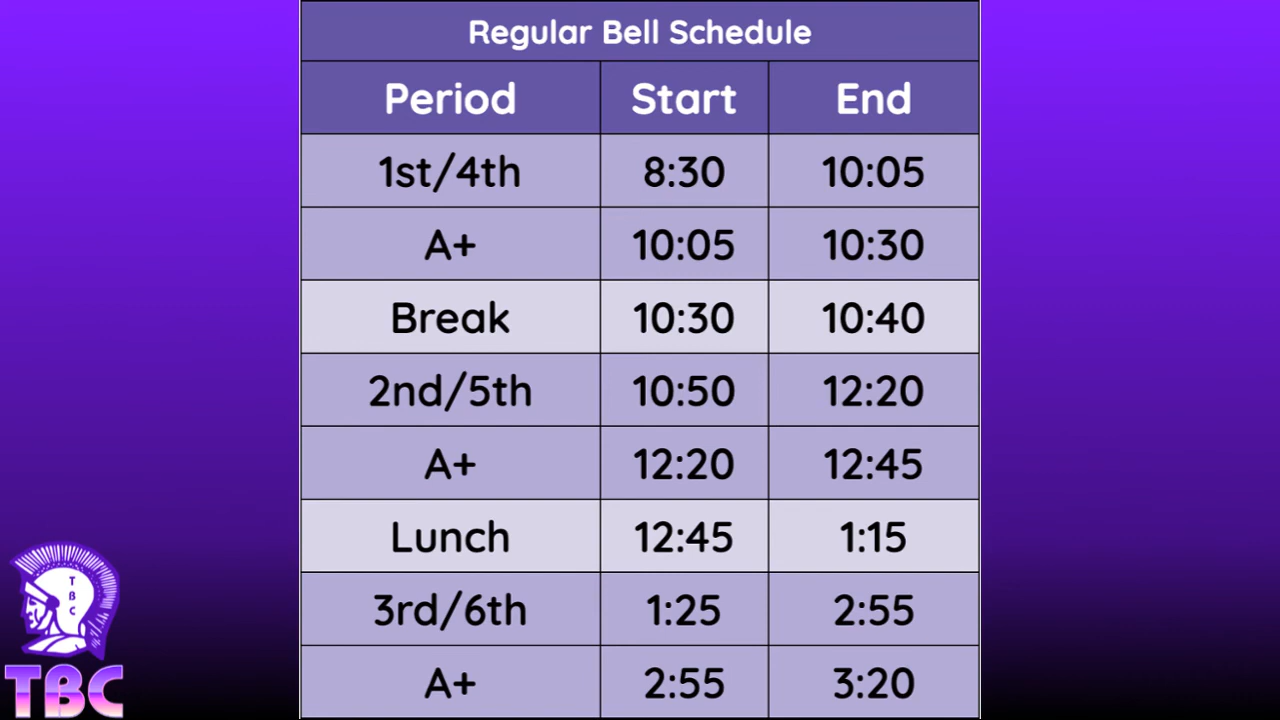 Regular Bell Schedule
Period Start End
1st/4th 8:30 10:05
A+ 10:05 10:30
Break 10:30 10:40
2nd/5th 10:50 12:20
A+ 12:20 12:45
Lunch 12:45 1:15
3rd/6th 1:25 2:55
A+ 2:55 3:20
T
B
C
TBC